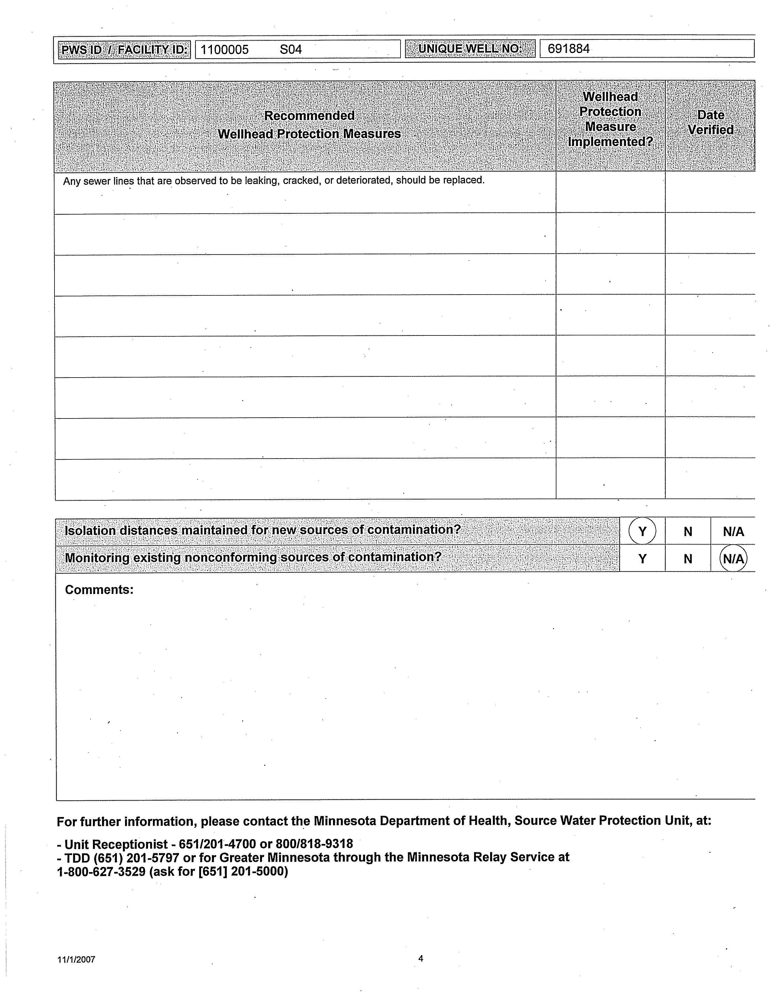 PWS ID / FACILITY ID: 1100005 S04 UNIQUE WELL NO: 691884
Recommended
Wellhead Protection Measures
Wellhead
Protection
Measure
Implemented?
Date
Verified
Any sewer lines that are observed to be leaking, cracked, or deteriorated, should be replaced.
Isolation distances maintained for new sources of contamination? Y N N/A
Monitoring existing nonconforming sources of contamination? Y N N/A
Comments:
For further information, please contact the Minnesota Department of Health, Source Water Protection Unit, at:
- Unit Receptionist - 651/201-4700 or 800/818-9318
- TDD (651) 201-5797 or for Greater Minnesota through the Minnesota Relay Service at
1-800-627-3529 (ask for [651] 201-5000)
11/1/2007 4